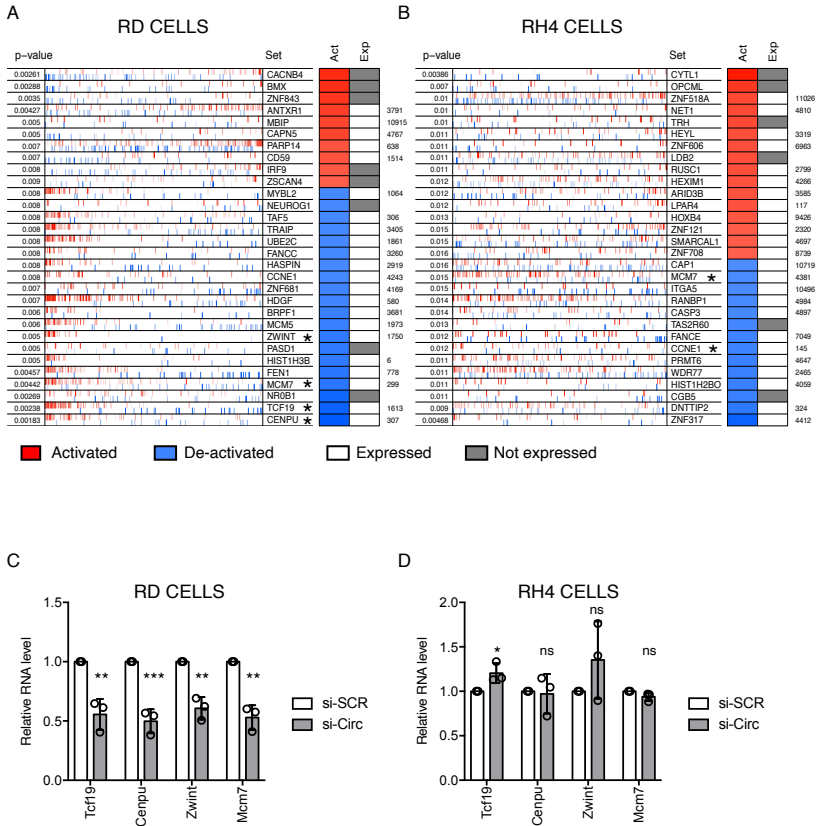 A
RD CELLS
p-value Set Act Exp
0.00261 CACNB4
0.00288 BMX
0.0035 ZNF843
0.00427 ANTXR1 3791
0.005 MBIP 10915
0.005 CAPN5 4767
0.007 PARP14 638
0.007 CD59 1514
0.008 IRF9
0.009 ZSCAN4
0.008 MYBL2 1064
0.008 NEUROG1
0.008 TAF5 306
0.008 TRAIP 3405
0.008 UBE2C 1861
0.008 FANCC 3260
0.008 HASPIN 2919
0.008 CCNE1 4243
0.007 ZNF681 4169
0.007 HDGF 580
0.006 BRPF1 3681
0.006 MCM5 1973
0.005 ZWINT * 1750
0.005 PASD1
0.005 HIST1H3B 6
0.00457 FEN1 778
0.00442 MCM7 * 299
0.00269 NR0B1
0.00238 TCF19 * 1613
0.00183 CENPU * 307
B
RH4 CELLS
p-value Set Act Exp
0.00386 CYTL1
0.007 OPCML
0.01 ZNF518A 11026
0.01 NET1 4810
0.01 TRH
0.011 HEYL 3319
0.011 ZNF606 6963
0.011 LDB2
0.011 RUSC1 2799
0.012 HEXIM1 4266
0.012 ARID3B 3585
0.012 LPAR4 117
0.013 HOXB4 9426
0.015 ZNF121 2320
0.015 SMARCAL1 4697
0.016 ZNF708 8739
0.016 CAP1 10719
0.015 MCM7 * 4381
0.015 ITGA5 10496
0.014 RANBP1 4984
0.014 CASP3 4897
0.013 TAS2R60
0.012 FANCE 7049
0.012 CCNE1 * 145
0.011 PRMT6 4647
0.011 WDR77 2465
0.011 HIST1H2BO 4059
0.011 CGB5
0.009 DNTTIP2 324
0.00468 ZNF317 4412
Activated De-activated Expressed Not expressed
C
RD CELLS
Relative RNA level
1.5
1.0
0.5
0.0
** *** ** **
Tcf19 Cenpu Zwint Mcm7
si-SCR
si-Circ
D
RH4 CELLS
Relative RNA level
2.0
1.5
1.0
0.5
0.0
* ns ns ns
Tcf19 Cenpu Zwint Mcm7
si-SCR
si-Circ